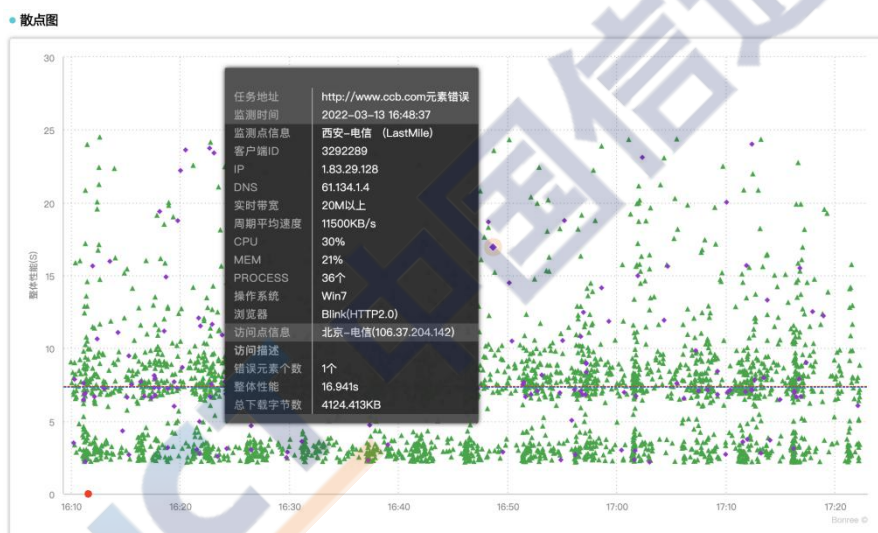 散点图
30
25
20
15
10
5
0
整体性能(S)
任务地址 http://www.ccb.com元素错误
监测时间 2022-03-13 16:48:37
监测点信息 西安-电信 (LastMile)
客户端ID 3292289
IP 1.83.29.128
DNS 61.134.1.4
实时带宽 20M以上
周期平均速度 11500KB/s
CPU 30%
MEM 21%
PROCESS 36个
操作系统 Win7
浏览器 Blink(HTTP2.0)
访问点信息 北京-电信(106.37.204.142)
访问描述
错误元素个数 1个
整体性能 16.941s
总下载字节数 4124.413KB
16:10 16:20 16:30 16:40 16:50 17:00 17:10 17:20
Bonree ©
中国信通